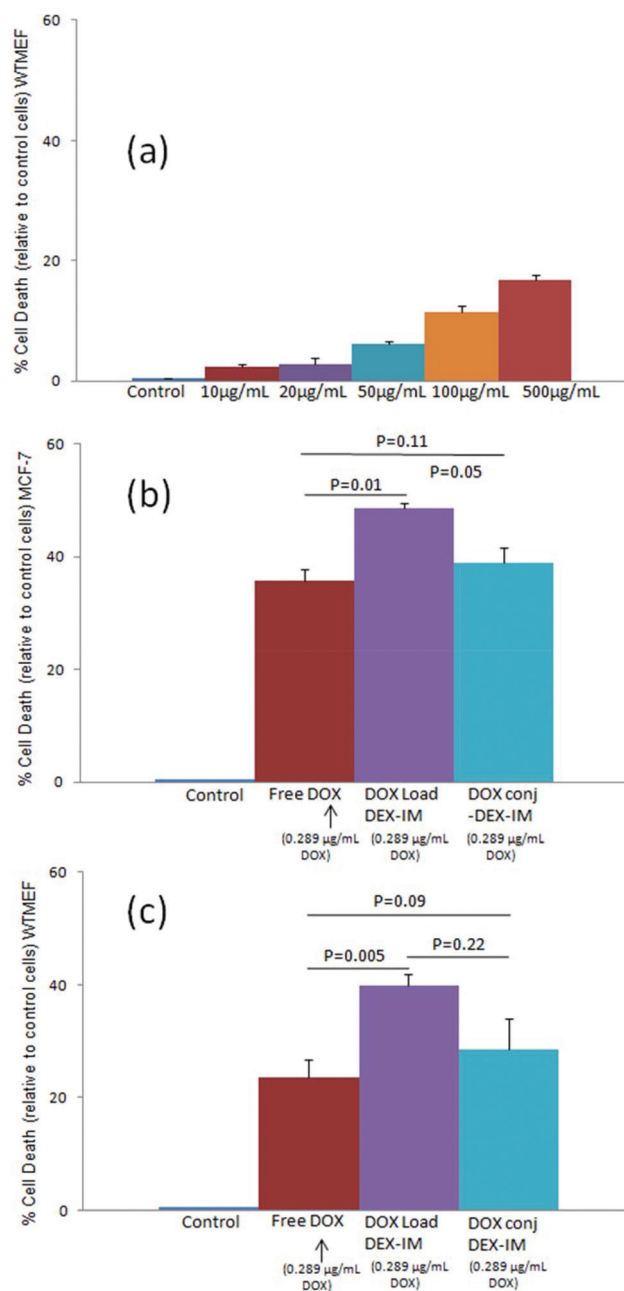 % Cell Death (relative to control cells) WTMEF
60
40
20
0
(a)
Control 10µg/mL 20µg/mL 50µg/mL 100µg/mL 500µg/mL
% Cell Death (relative to control cells) MCF-7
60
40
20
0
(b)
P=0.11
P=0.01
P=0.05
Control
Free DOX
(0.289 µg/mL
DOX)
DOX Load
DEX-IM
(0.289 µg/mL
DOX)
DOX conj
-DEX-IM
(0.289 µg/mL
DOX)
% Cell Death (relative to control cells) WTMEF
60
40
20
0
(c)
P=0.09
P=0.005
P=0.22
Control
Free DOX
(0.289 µg/mL
DOX)
DOX Load
DEX-IM
(0.289 µg/mL
DOX)
DOX conj
DEX-IM
(0.289 µg/mL
DOX)